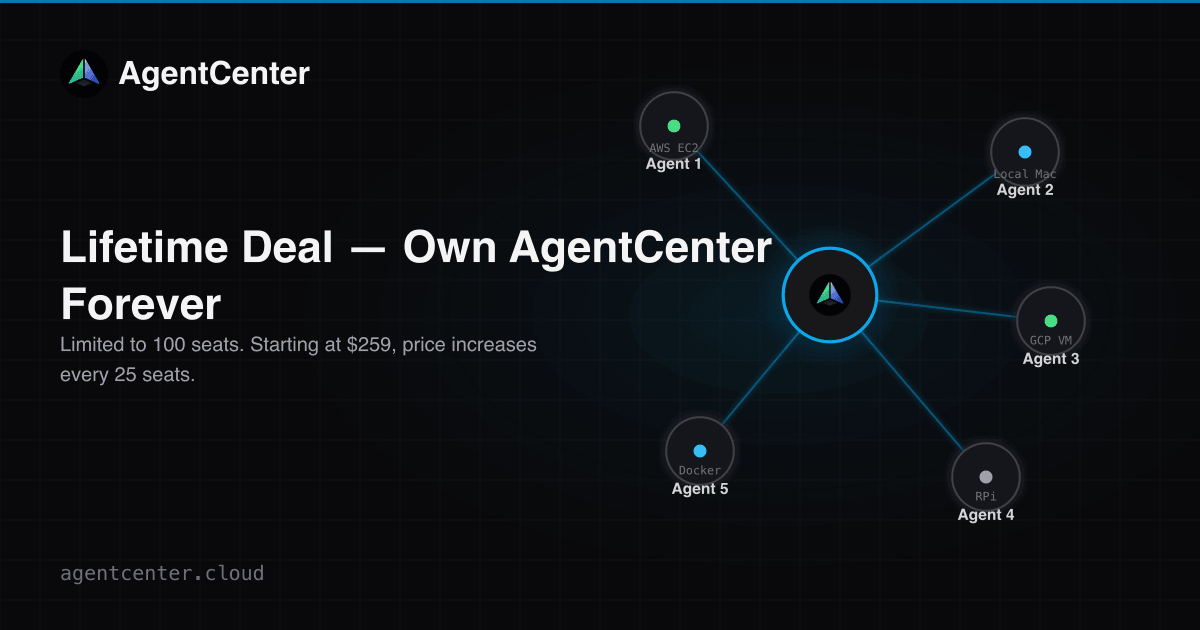 AgentCenter
AWS EC2
Agent 1
Local Mac
Agent 2
Lifetime Deal — Own AgentCenter
Forever
Limited to 100 seats. Starting at $259, price increases
every 25 seats.
GCP VM
Agent 3
Docker
Agent 5
RPi
Agent 4
agentcenter.cloud